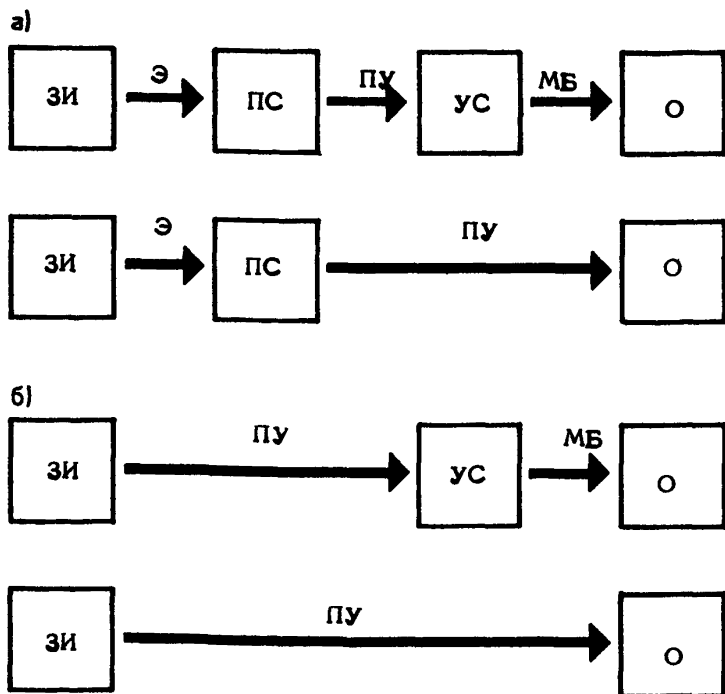 а)
Э ПУ МБ
ЗИ ПС УС О
Э ПУ
ЗИ ПС О
б)
ПУ МБ
ЗИ УС О
ПУ
ЗИ О